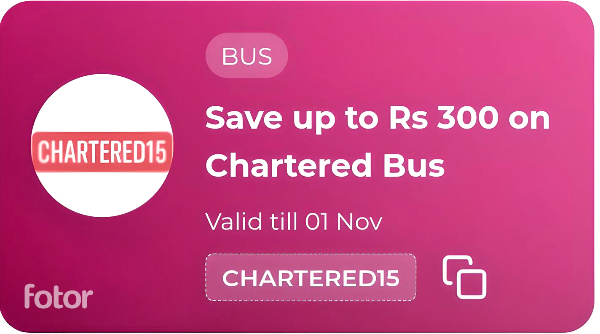 BUS
CHARTERED15
Save up to Rs 300 on
Chartered Bus
Valid till 01 Nov
CHARTERED15
fotor